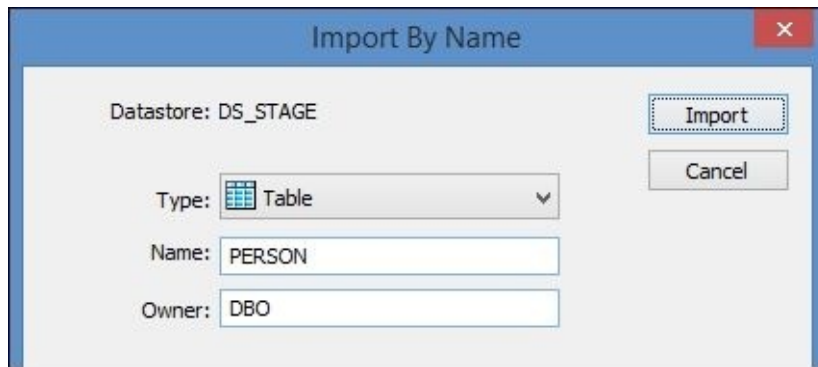 Import By Name
Datastore: DS_STAGE
Import
Cancel
Type: Table
Name: PERSON
Owner: DBO